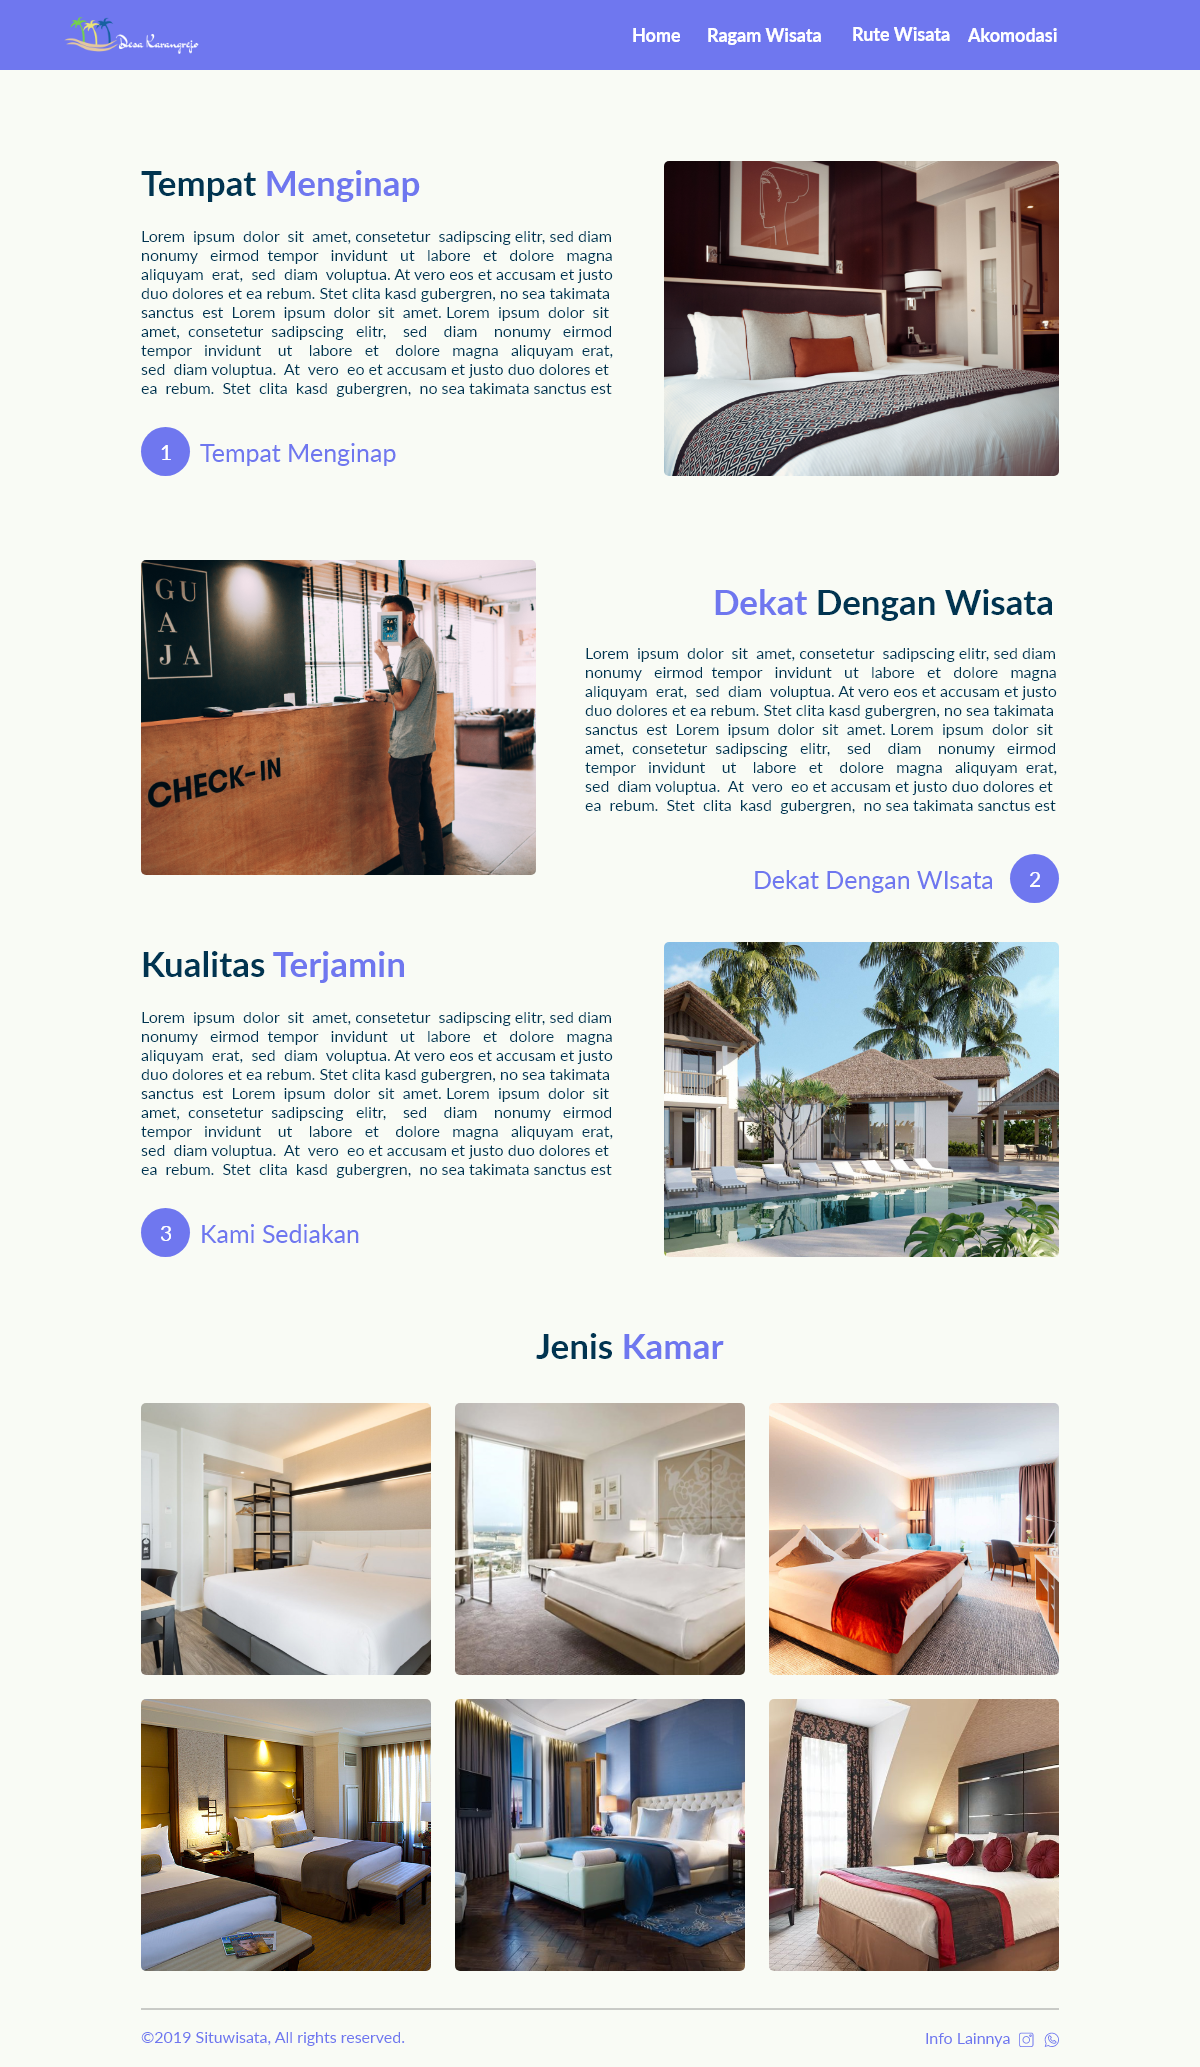 Desa Karangrejo
Home Ragam Wisata Rute Wisata Akomodasi
Tempat Menginap
Lorem ipsum dolor sit amet, consetetur sadipscing elitr, sed diam
nonumy eirmod tempor invidunt ut labore et dolore magna
aliquyam erat, sed diam voluptua. At vero eos et accusam et justo
duo dolores et ea rebum. Stet clita kasd gubergren, no sea takimata
sanctus est Lorem ipsum dolor sit amet. Lorem ipsum dolor sit
amet, consetetur sadipscing elitr, sed diam nonumy eirmod
tempor invidunt ut labore et dolore magna aliquyam erat,
sed diam voluptua. At vero eo et accusam et justo duo dolores et
ea rebum. Stet clita kasd gubergren, no sea takimata sanctus est
1 Tempat Menginap
GU
A
JA
CHECK-IN
Dekat Dengan Wisata
Lorem ipsum dolor sit amet, consetetur sadipscing elitr, sed diam
nonumy eirmod tempor invidunt ut labore et dolore magna
aliquyam erat, sed diam voluptua. At vero eos et accusam et justo
duo dolores et ea rebum. Stet clita kasd gubergren, no sea takimata
sanctus est Lorem ipsum dolor sit amet. Lorem ipsum dolor sit
amet, consetetur sadipscing elitr, sed diam nonumy eirmod
tempor invidunt ut labore et dolore magna aliquyam erat,
sed diam voluptua. At vero eo et accusam et justo duo dolores et
ea rebum. Stet clita kasd gubergren, no sea takimata sanctus est
Dekat Dengan WIsata 2
Kualitas Terjamin
Lorem ipsum dolor sit amet, consetetur sadipscing elitr, sed diam
nonumy eirmod tempor invidunt ut labore et dolore magna
aliquyam erat, sed diam voluptua. At vero eos et accusam et justo
duo dolores et ea rebum. Stet clita kasd gubergren, no sea takimata
sanctus est Lorem ipsum dolor sit amet. Lorem ipsum dolor sit
amet, consetetur sadipscing elitr, sed diam nonumy eirmod
tempor invidunt ut labore et dolore magna aliquyam erat,
sed diam voluptua. At vero eo et accusam et justo duo dolores et
ea rebum. Stet clita kasd gubergren, no sea takimata sanctus est
3 Kami Sediakan
Jenis Kamar
©2019 Situwisata, All rights reserved.
Info Lainnya